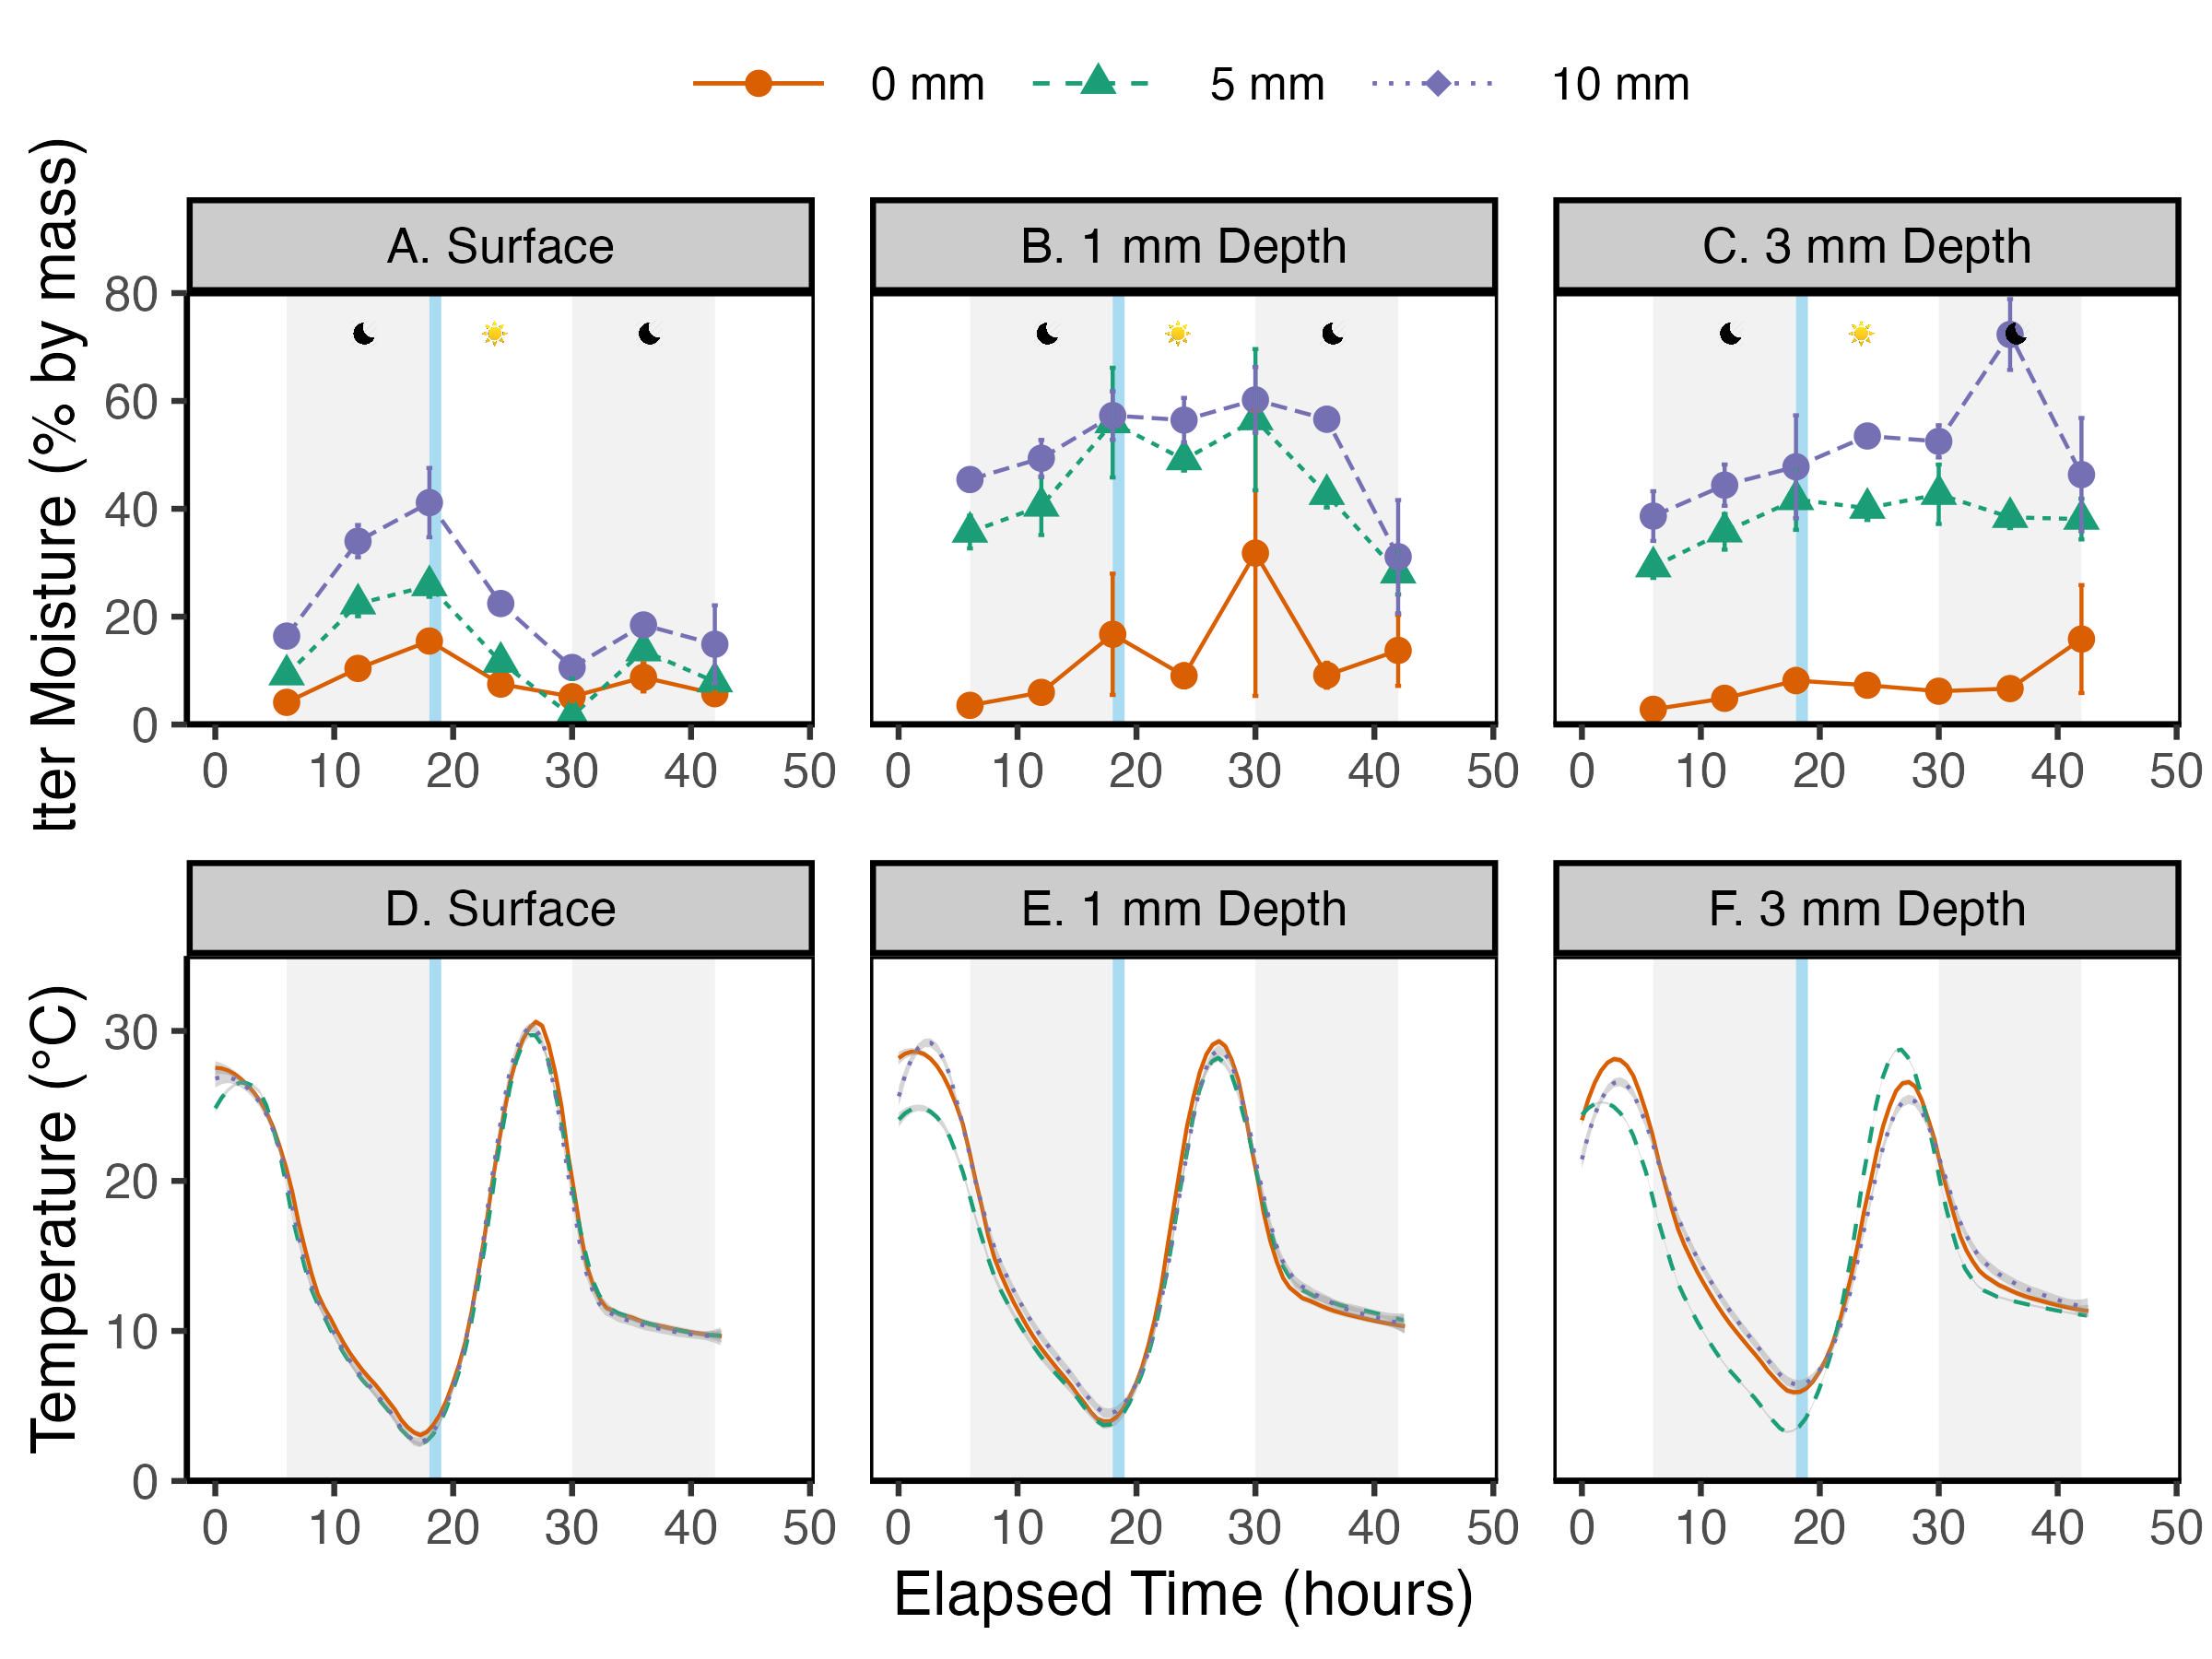 0 mm 5 mm 10 mm
tter Moisture (% by mass)
A. Surface B. 1 mm Depth C. 3 mm Depth
80
60
40
20
0
0 10 20 30 40 50 0 10 20 30 40 50 0 10 20 30 40 50
Temperature (°C)
D. Surface E. 1 mm Depth F. 3 mm Depth
30
20
10
0
0 10 20 30 40 50 0 10 20 30 40 50 0 10 20 30 40 50
Elapsed Time (hours)